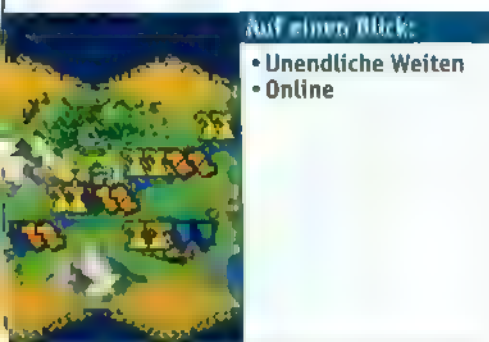 Auf einen Blick:
• Unendliche Weiten
• Online